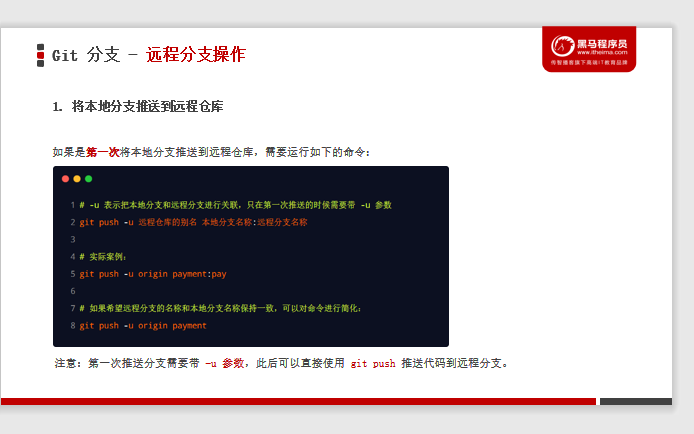 Git 分支 – 远程分支操作
黑马程序员
www.itheima.com
传智播客旗下高端IT教育品牌
1. 将本地分支推送到远程仓库
如果是第一次将本地分支推送到远程仓库，需要运行如下的命令：
1 # -u 表示把本地分支和远程分支进行关联，只在第一次推送的时候需要带 -u 参数
2 git push -u 远程仓库的别名 本地分支名称:远程分支名称
3
4 # 实际案例：
5 git push -u origin payment:pay
6
7 # 如果希望远程分支的名称和本地分支名称保持一致，可以对命令进行简化：
8 git push -u origin payment
注意：第一次推送分支需要带 -u 参数，此后可以直接使用 git push 推送代码到远程分支。